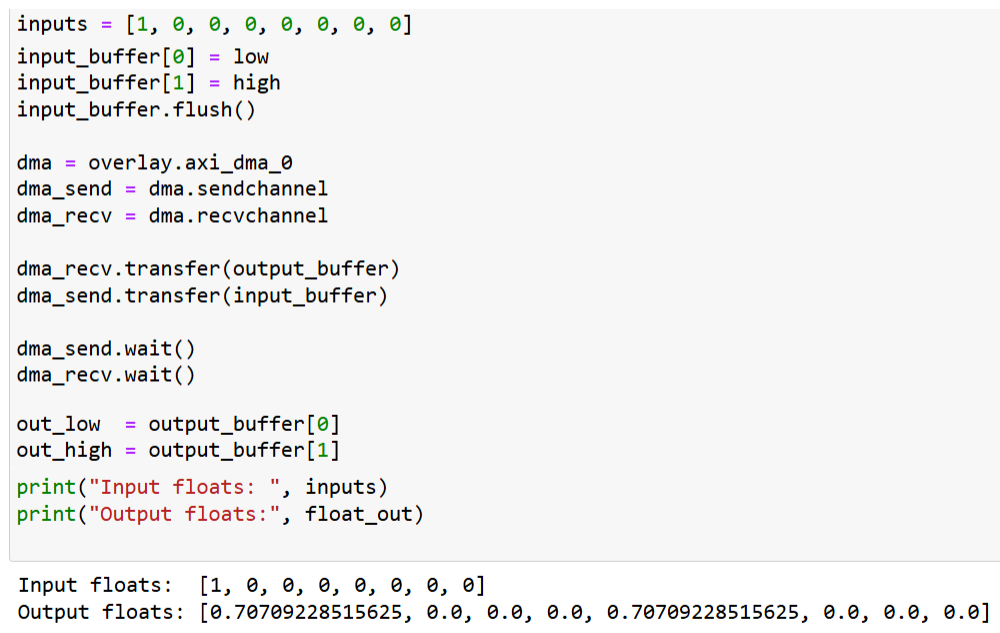 inputs = [1, 0, 0, 0, 0, 0, 0, 0]
input_buffer[0] = low
input_buffer[1] = high
input_buffer.flush()
dma = overlay.axi_dma_0
dma_send = dma.sendchannel
dma_recv = dma.recvchannel
dma_recv.transfer(output_buffer)
dma_send.transfer(input_buffer)
dma_send.wait()
dma_recv.wait()
out_low  = output_buffer[0]
out_high = output_buffer[1]
print("Input floats: ", inputs)
print("Output floats:", float_out)
Input floats:  [1, 0, 0, 0, 0, 0, 0, 0]
Output floats: [0.70709228515625, 0.0, 0.0, 0.0, 0.70709228515625, 0.0, 0.0, 0.0]